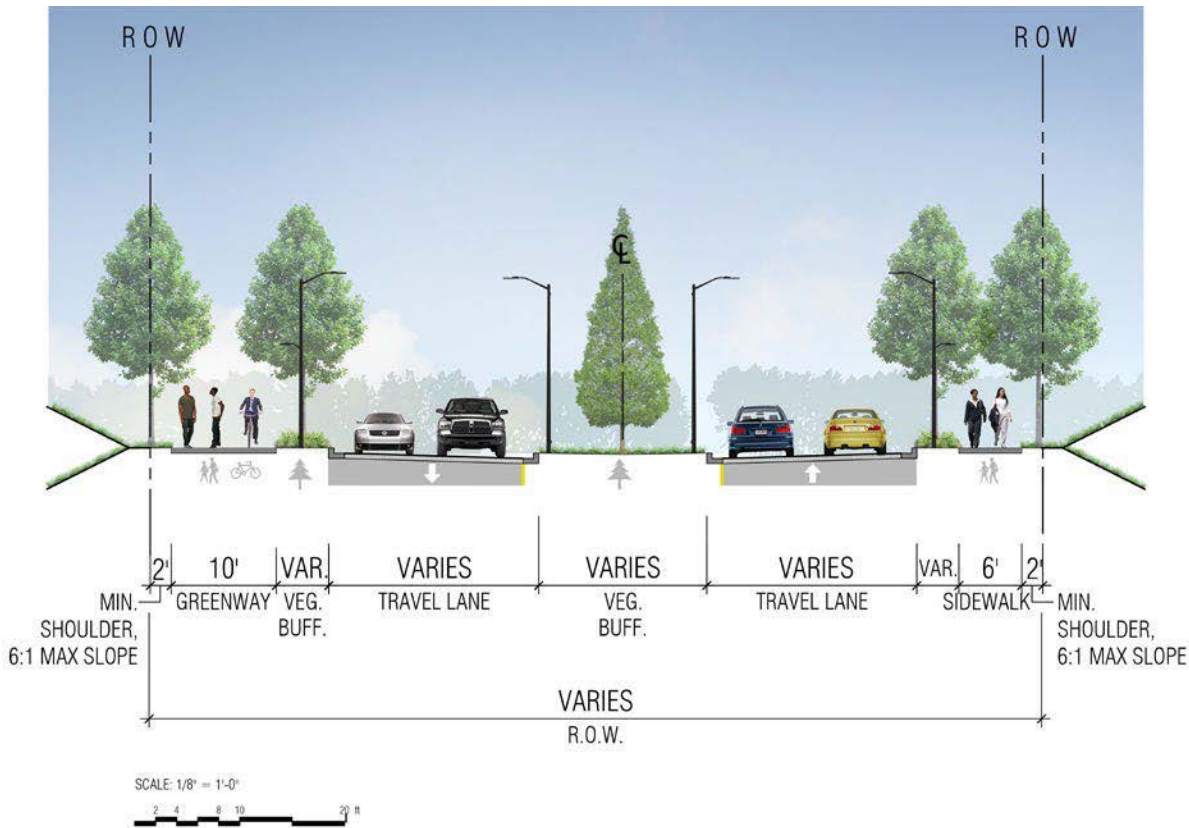 ROW
ROW
℄
2'
10'
VAR.
VARIES
VARIES
VARIES
VAR.
6'
2'
MIN.
SHOULDER,
6:1 MAX SLOPE
GREENWAY
VEG.
BUFF.
TRAVEL LANE
VEG.
BUFF.
TRAVEL LANE
SIDEWALK
MIN.
SHOULDER,
6:1 MAX SLOPE
VARIES
R.O.W.
SCALE: 1/8" = 1'-0"
2 4 8 10 20 ft